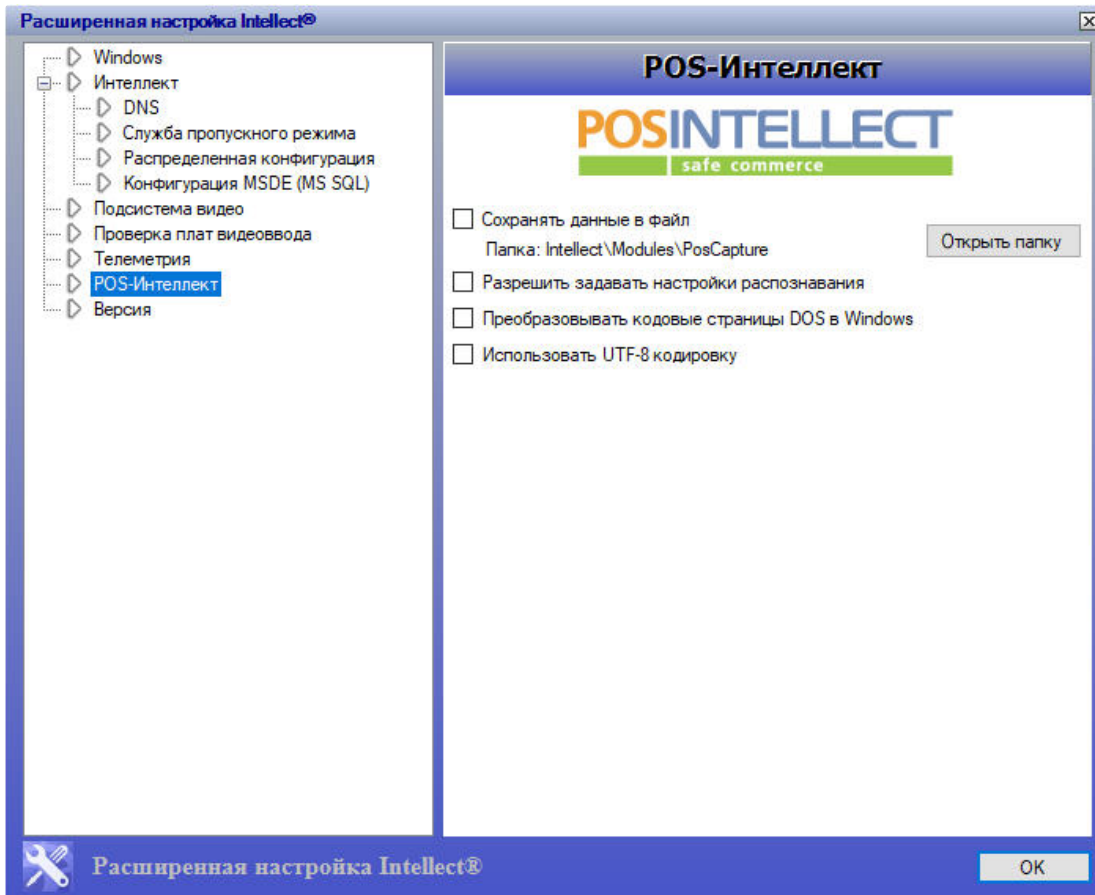 Расширенная настройка Intellect®
Windows
Интеллект
DNS
Служба пропускного режима
Распределенная конфигурация
Конфигурация MSDE (MS SQL)
Подсистема видео
Проверка плат видеоввода
Телеметрия
POS-Интеллект
Версия
POS-Интеллект
POSINTELLECT
safe commerce
Сохранять данные в файл
Папка: Intellect\Modules\PosCapture
Открыть папку
Разрешить задавать настройки распознавания
Преобразовывать кодовые страницы DOS в Windows
Использовать UTF-8 кодировку
Расширенная настройка Intellect®
OK